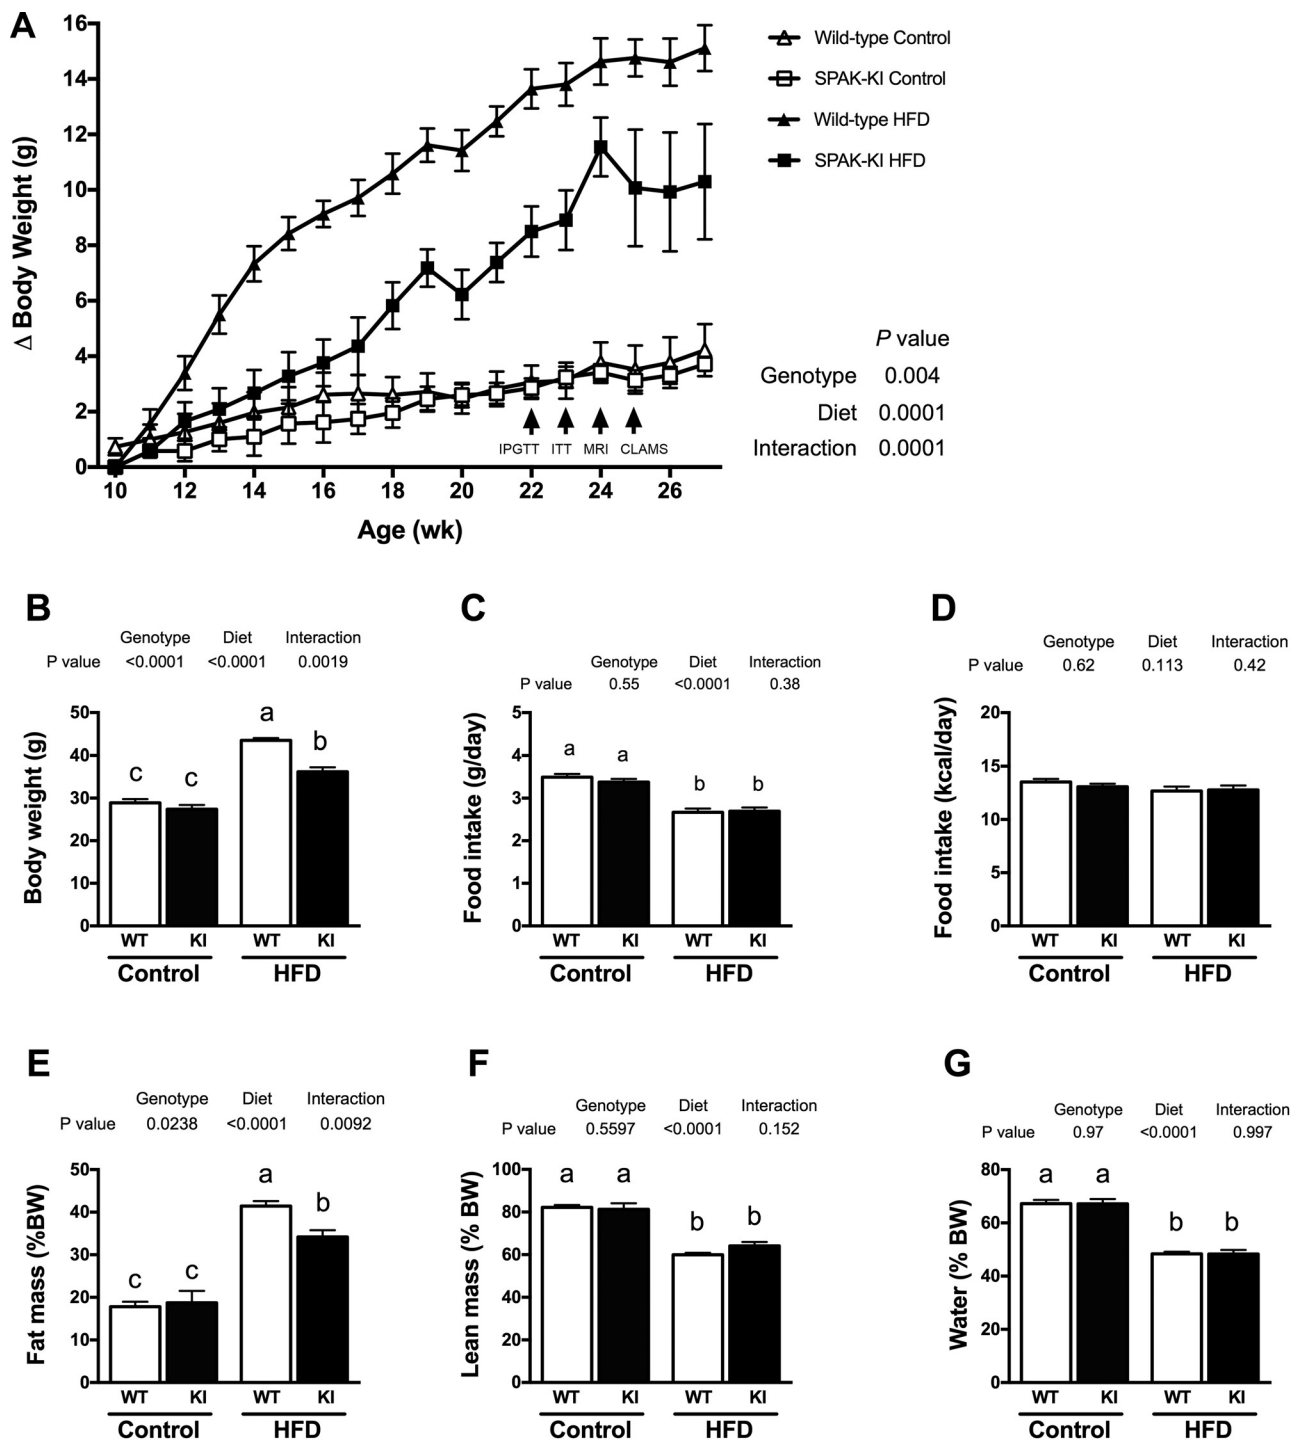 A
16
14
12
10
8
6
4
2
0
Δ Body Weight (g)
10 12 14 16 18 20 22 24 26
Age (wk)
IPGTT ITT MRI CLAMS
Wild-type Control
SPAK-KI Control
Wild-type HFD
SPAK-KI HFD
P value
Genotype 0.004
Diet 0.0001
Interaction 0.0001
B
Genotype Diet Interaction
P value <0.0001 <0.0001 0.0019
Body weight (g)
50
40
30
20
10
0
c c a b
WT KI WT KI
Control HFD
C
Genotype Diet Interaction
P value 0.55 <0.0001 0.38
Food intake (g/day)
5
4
3
2
1
0
a a b b
WT KI WT KI
Control HFD
D
Genotype Diet Interaction
P value 0.62 0.113 0.42
Food intake (kcal/day)
20
15
10
5
0
WT KI WT KI
Control HFD
E
Genotype Diet Interaction
P value 0.0238 <0.0001 0.0092
Fat mass (%BW)
50
40
30
20
10
0
c c a b
WT KI WT KI
Control HFD
F
Genotype Diet Interaction
P value 0.5597 <0.0001 0.152
Lean mass (% BW)
100
80
60
40
20
0
a a b b
WT KI WT KI
Control HFD
G
Genotype Diet Interaction
P value 0.97 <0.0001 0.997
Water (% BW)
80
60
40
20
0
a a b b
WT KI WT KI
Control HFD